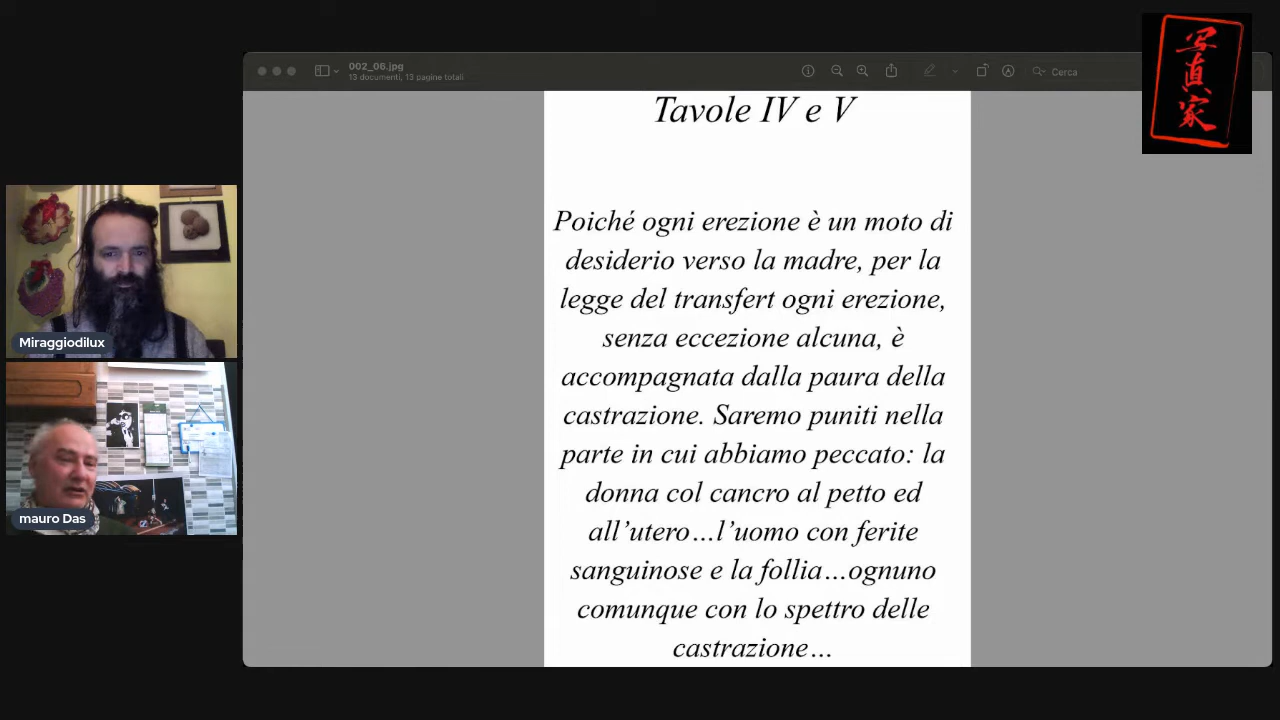 002_06.jpg
13 documenti, 13 pagine totali
Cerca
写
真
家
Tavole IV e V
Poiché ogni erezione è un moto di
desiderio verso la madre, per la
legge del transfert ogni erezione,
senza eccezione alcuna, è
accompagnata dalla paura della
castrazione. Saremo puniti nella
parte in cui abbiamo peccato: la
donna col cancro al petto ed
all’utero…l’uomo con ferite
sanguinose e la follia…ognuno
comunque con lo spettro delle
castrazione…
Miraggiodilux
mauro Das